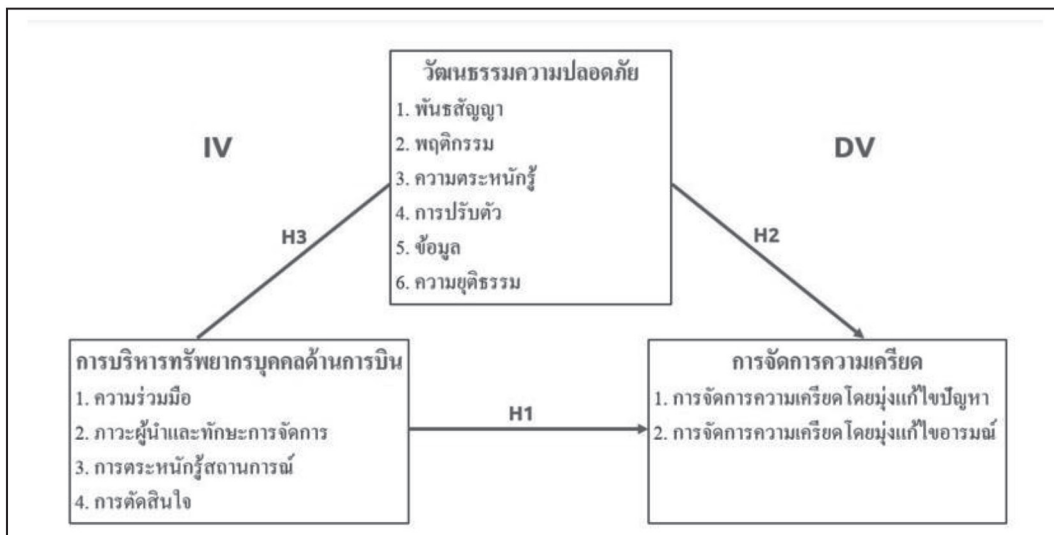 วัฒนธรรมความปลอดภัย
1. พันธสัญญา
2. พฤติกรรม
3. ความตระหนักรู้
4. การปรับตัว
5. ข้อมูล
6. ความยุติธรรม
IV
DV
H3
H2
การบริหารทรัพยากรบุคคลด้านการบิน
1. ความร่วมมือ
2. ภาวะผู้นำและทักษะการจัดการ
3. การตระหนักรู้สถานการณ์
4. การตัดสินใจ
H1
การจัดการความเครียด
1. การจัดการความเครียดโดยมุ่งแก้ไขปัญหา
2. การจัดการความเครียดโดยมุ่งแก้ไขอารมณ์